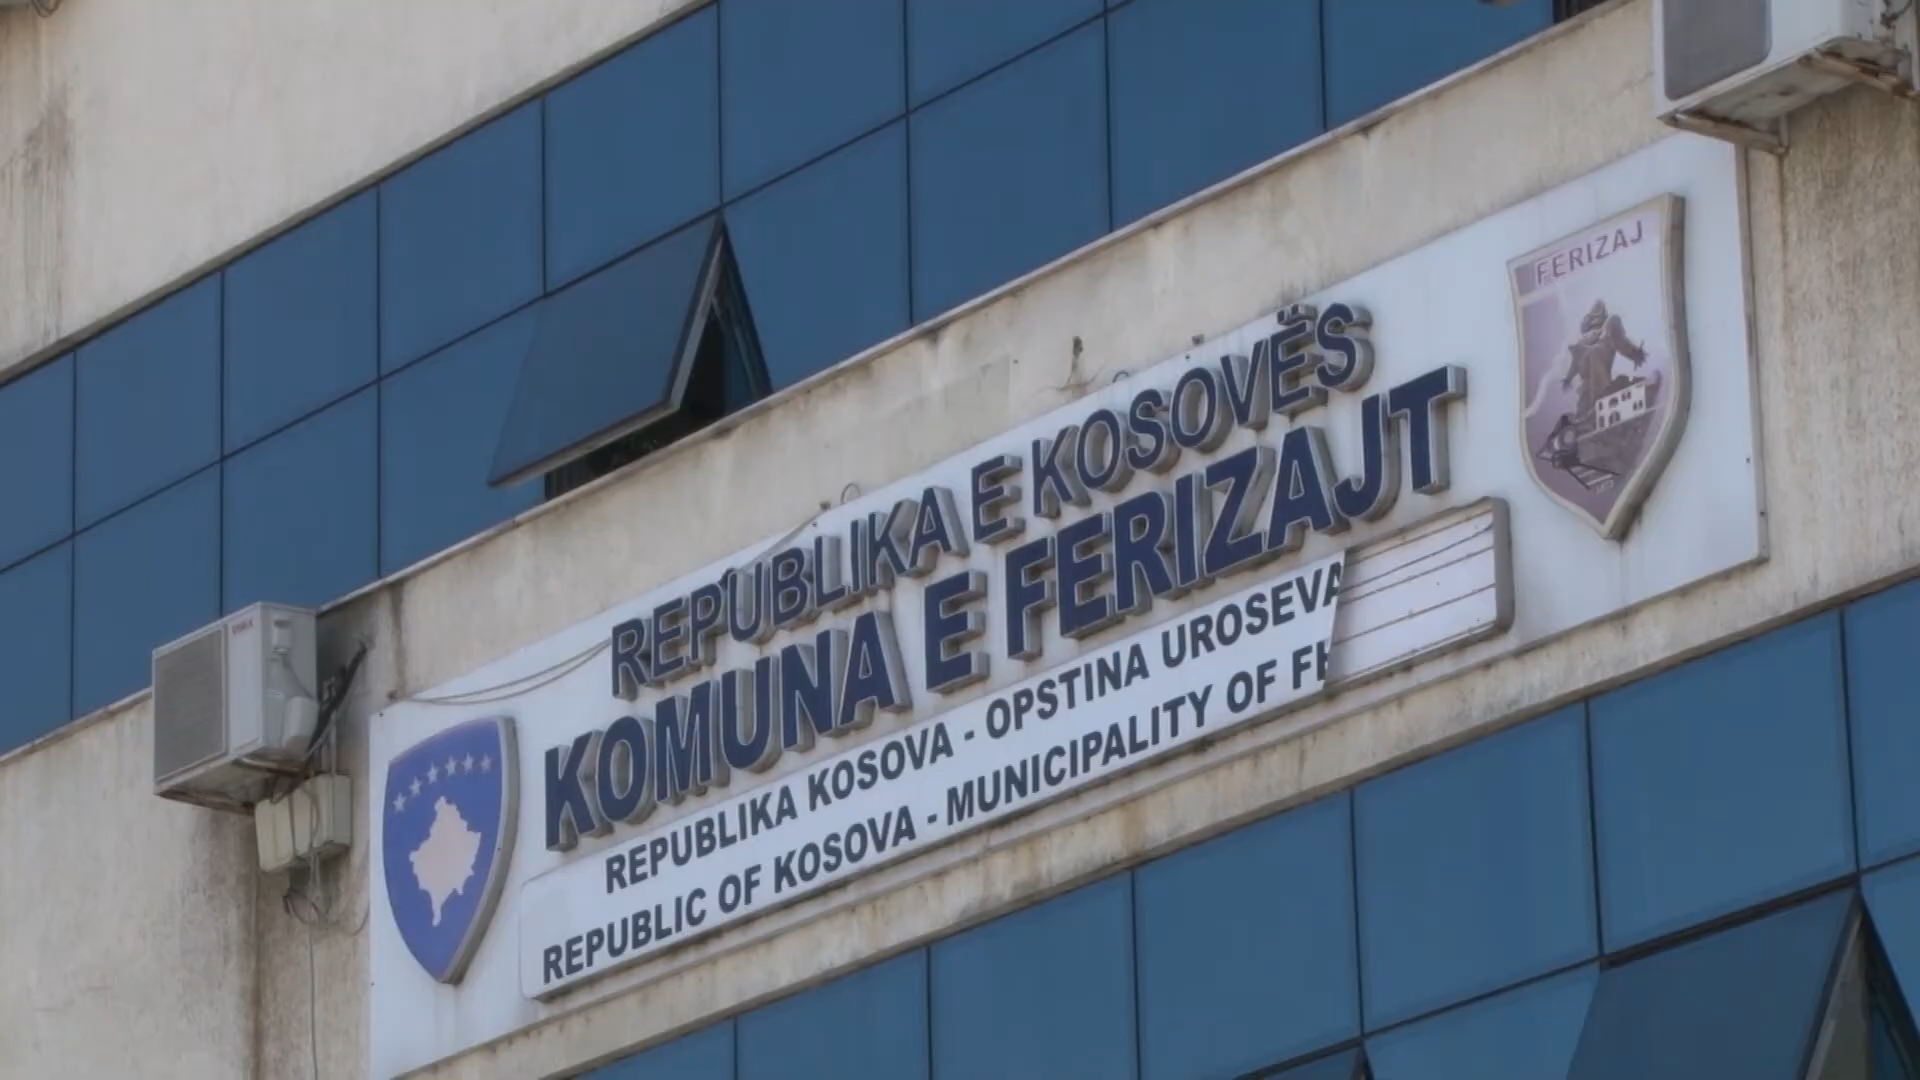 REPUBLIKA E KOSOVËS
KOMUNA E FERIZAJT
REPUBLIKA KOSOVA - OPSTINA UROSEVA
REPUBLIC OF KOSOVA - MUNICIPALITY OF FE
FERIZAJ